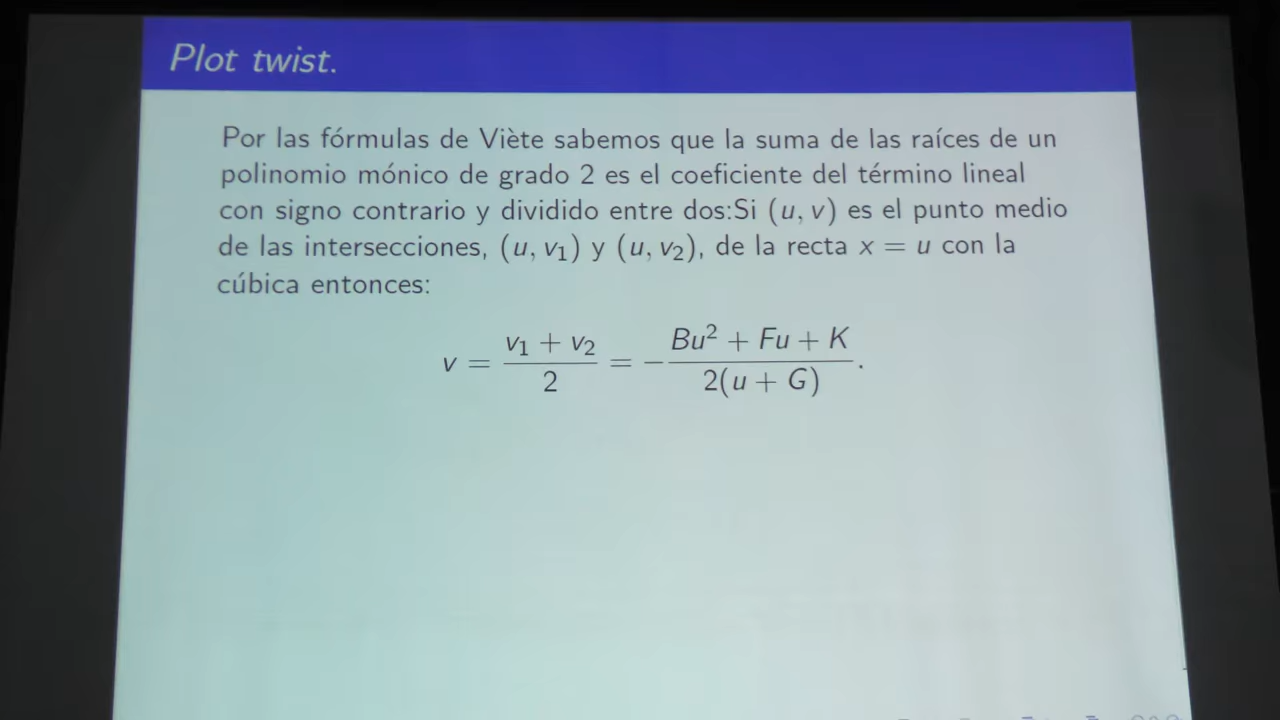 Plot twist.
Por las fórmulas de Viète sabemos que la suma de las raíces de un
polinomio mónico de grado 2 es el coeficiente del término lineal
con signo contrario y dividido entre dos:Si (u, v) es el punto medio
de las intersecciones, (u, v₁) y (u, v₂), de la recta x = u con la
cúbica entonces:
v = (v₁ + v₂)/2 = −(Bu² + Fu + K)/(2(u + G)).